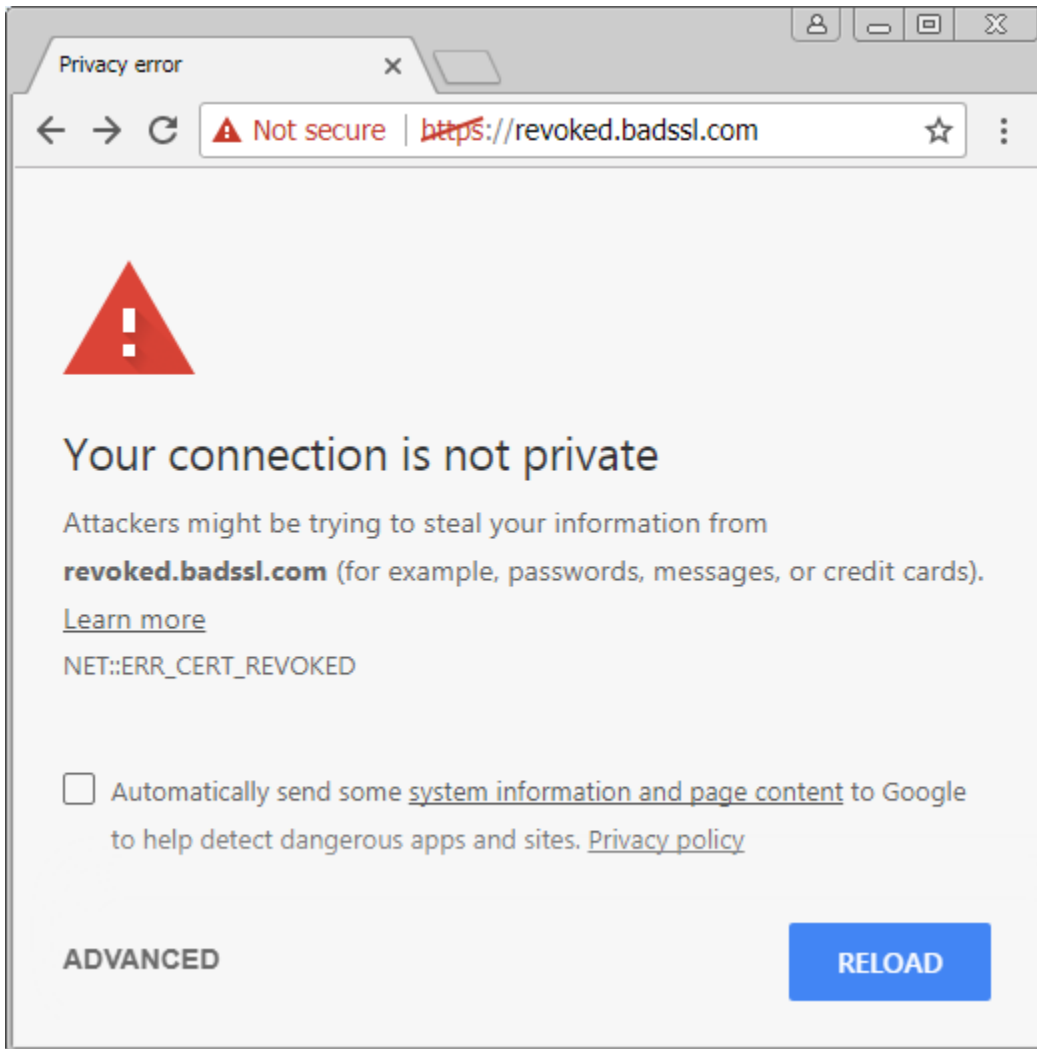 Privacy error
Not secure | https://revoked.badssl.com
Your connection is not private
Attackers might be trying to steal your information from
revoked.badssl.com (for example, passwords, messages, or credit cards).
Learn more
NET::ERR_CERT_REVOKED
Automatically send some system information and page content to Google
to help detect dangerous apps and sites. Privacy policy
ADVANCED
RELOAD